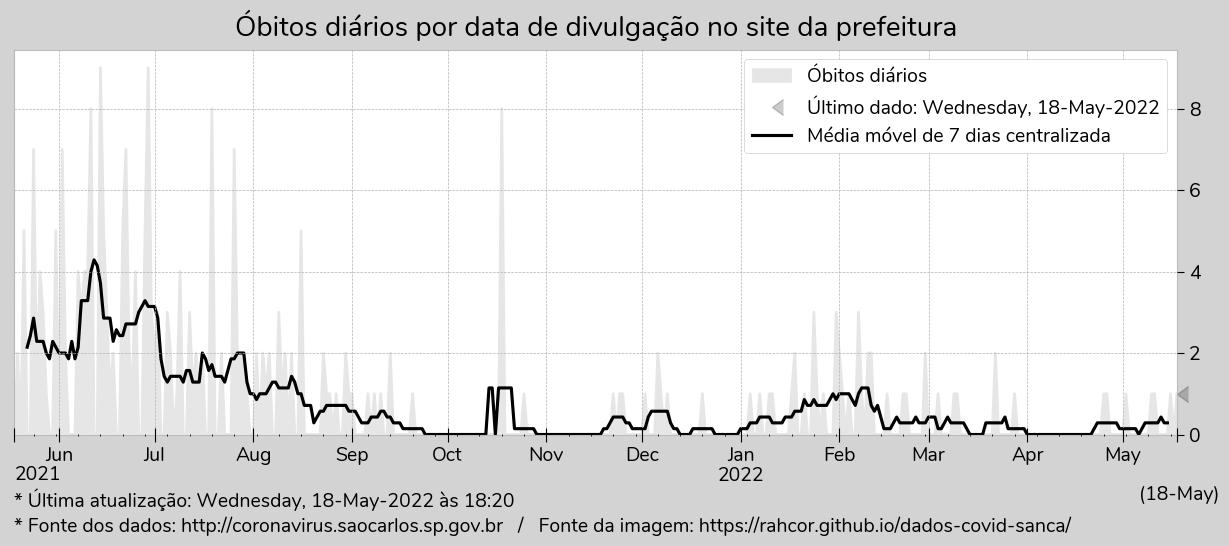 Óbitos diários por data de divulgação no site da prefeitura
Óbitos diários
Último dado: Wednesday, 18-May-2022
Média móvel de 7 dias centralizada
8
6
4
2
0
Jun Jul Aug Sep Oct Nov Dec Jan Feb Mar Apr May
2021 2022
(18-May)
* Última atualização: Wednesday, 18-May-2022 às 18:20
* Fonte dos dados: http://coronavirus.saocarlos.sp.gov.br / Fonte da imagem: https://rahcor.github.io/dados-covid-sanca/